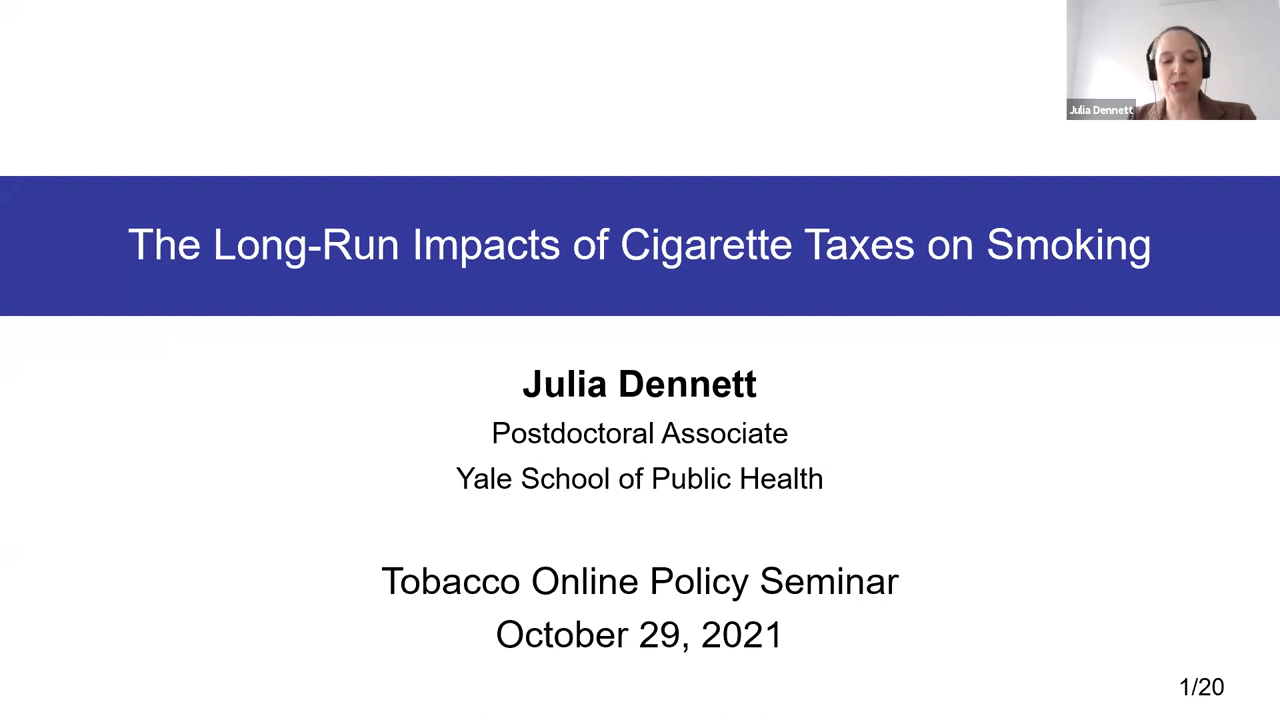 Julia Dennett
The Long-Run Impacts of Cigarette Taxes on Smoking
Julia Dennett
Postdoctoral Associate
Yale School of Public Health
Tobacco Online Policy Seminar
October 29, 2021
1/20